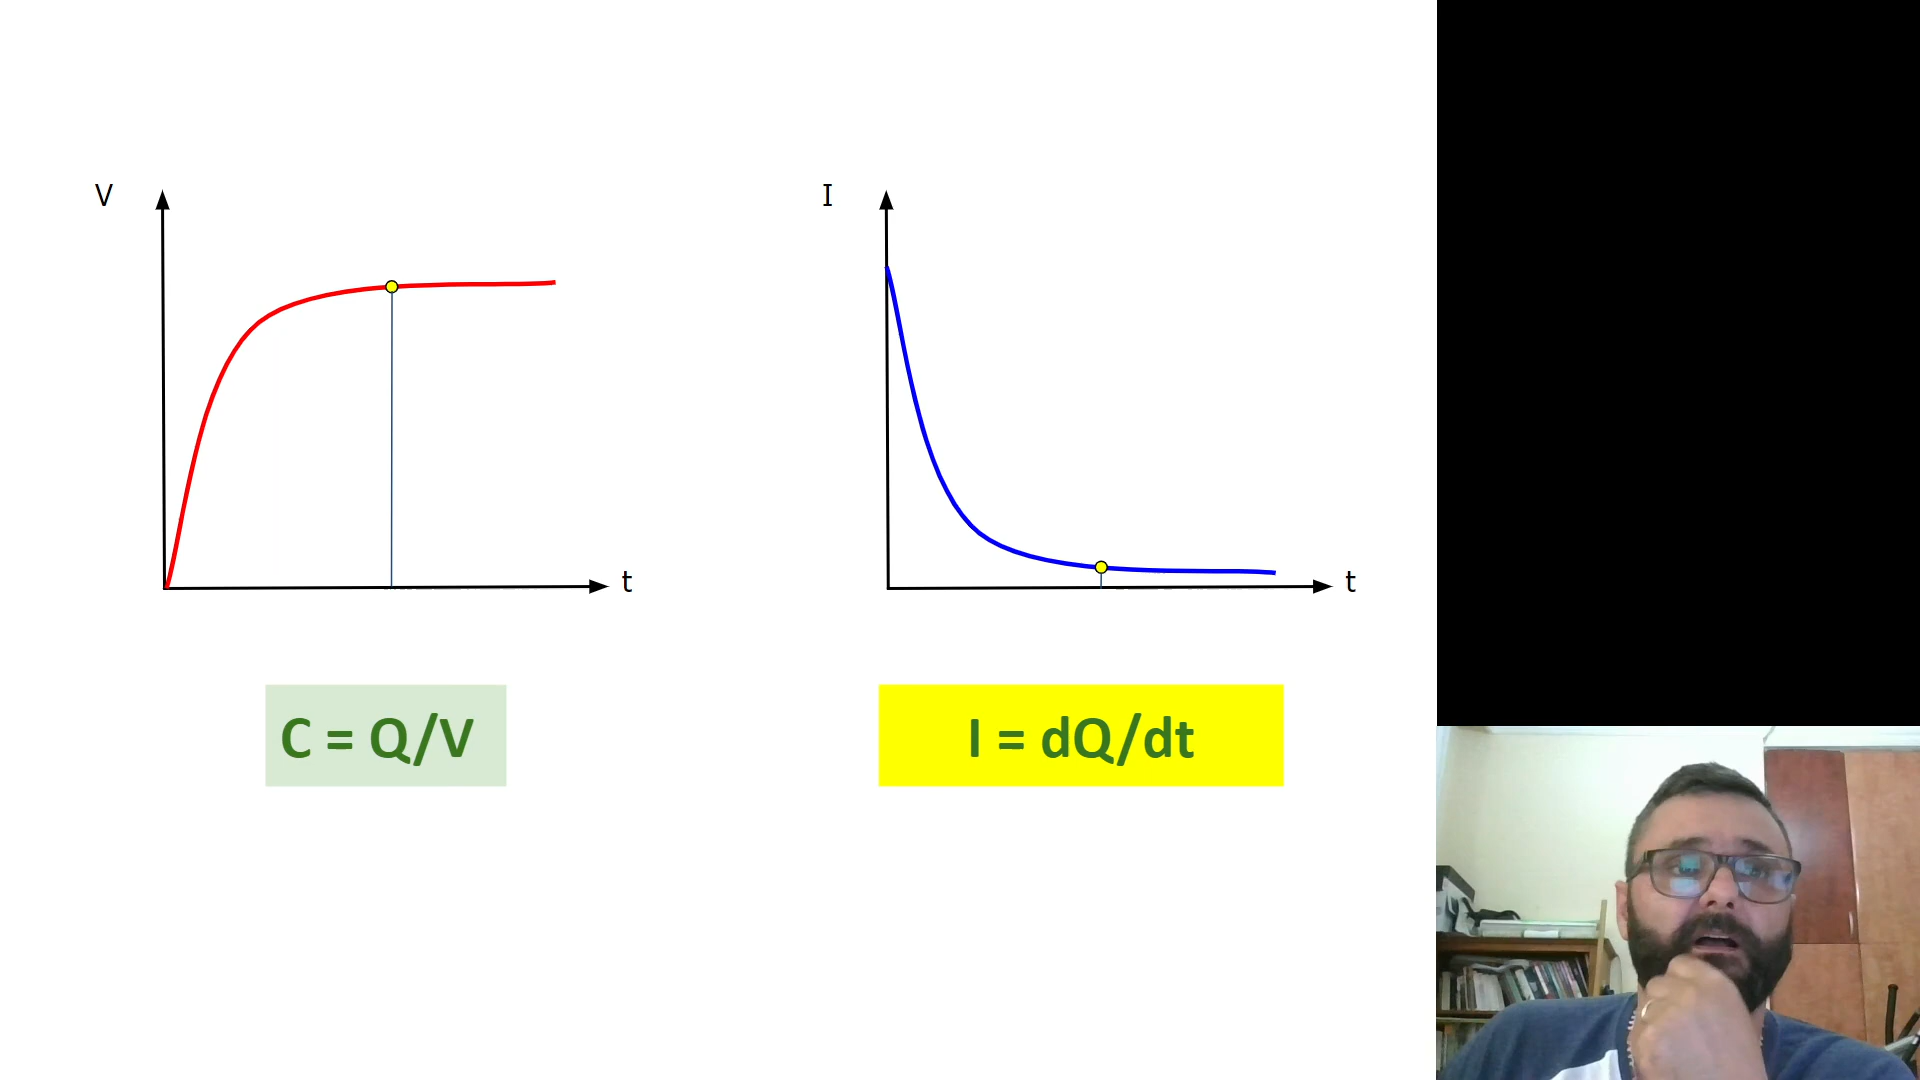 V
t
I
t
C = Q/V
I = dQ/dt